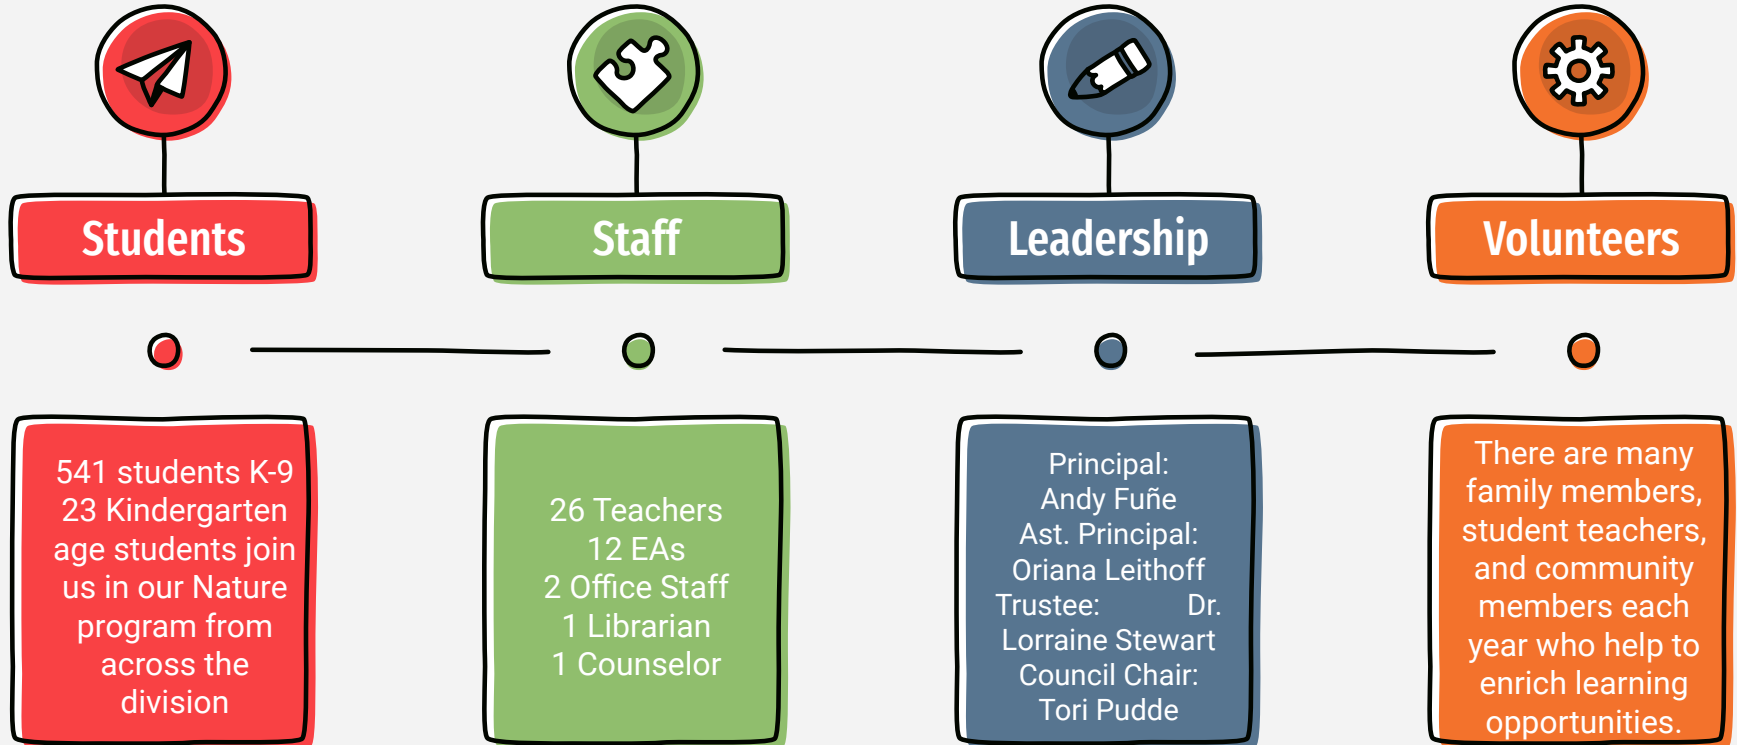 Students
Staff
Leadership
Volunteers
541 students K-9
23 Kindergarten
age students join
us in our Nature
program from
across the
division
26 Teachers
12 EAs
2 Office Staff
1 Librarian
1 Counselor
Principal:
Andy Fuñe
Ast. Principal:
Oriana Leithoff
Trustee: Dr.
Lorraine Stewart
Council Chair:
Tori Pudde
There are many
family members,
student teachers,
and community
members each
year who help to
enrich learning
opportunities.